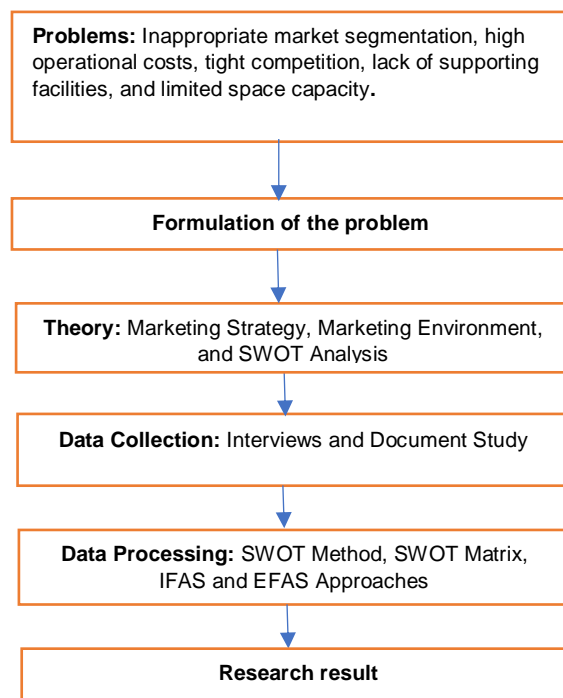 Problems: Inappropriate market segmentation, high
operational costs, tight competition, lack of supporting
facilities, and limited space capacity.
Formulation of the problem
Theory: Marketing Strategy, Marketing Environment,
and SWOT Analysis
Data Collection: Interviews and Document Study
Data Processing: SWOT Method, SWOT Matrix,
IFAS and EFAS Approaches
Research result